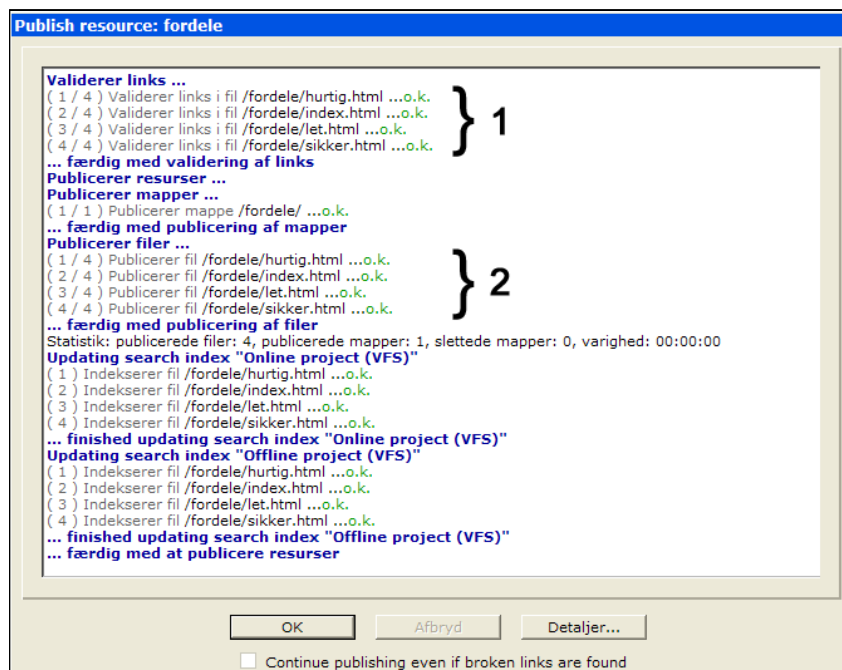 Publish resource: fordele
Validerer links ...
( 1 / 4 ) Validerer links i fil /fordele/hurtig.html ...o.k.
( 2 / 4 ) Validerer links i fil /fordele/index.html ...o.k.
( 3 / 4 ) Validerer links i fil /fordele/let.html ...o.k.
( 4 / 4 ) Validerer links i fil /fordele/sikker.html ...o.k.
} 1
... færdig med validering af links
Publicerer resurser ...
Publicerer mapper ...
( 1 / 1 ) Publicerer mappe /fordele/ ...o.k.
... færdig med publicering af mapper
Publicerer filer ...
( 1 / 4 ) Publicerer fil /fordele/hurtig.html ...o.k.
( 2 / 4 ) Publicerer fil /fordele/index.html ...o.k.
( 3 / 4 ) Publicerer fil /fordele/let.html ...o.k.
( 4 / 4 ) Publicerer fil /fordele/sikker.html ...o.k.
} 2
... færdig med publicering af filer
Statistik: publicerede filer: 4, publicerede mapper: 1, slettede mapper: 0, varighed: 00:00:00
Updating search index "Online project (VFS)"
( 1 ) Indekserer fil /fordele/hurtig.html ...o.k.
( 2 ) Indekserer fil /fordele/index.html ...o.k.
( 3 ) Indekserer fil /fordele/let.html ...o.k.
( 4 ) Indekserer fil /fordele/sikker.html ...o.k.
... finished updating search index "Online project (VFS)"
Updating search index "Offline project (VFS)"
( 1 ) Indekserer fil /fordele/hurtig.html ...o.k.
( 2 ) Indekserer fil /fordele/index.html ...o.k.
( 3 ) Indekserer fil /fordele/let.html ...o.k.
( 4 ) Indekserer fil /fordele/sikker.html ...o.k.
... finished updating search index "Offline project (VFS)"
... færdig med at publicere resurser
OK
Afbryd
Detaljer...
Continue publishing even if broken links are found